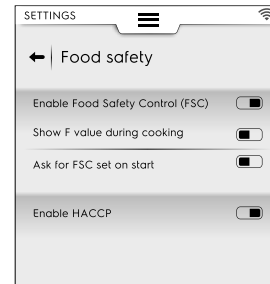 SETTINGS
Food safety
Enable Food Safety Control (FSC)
Show F value during cooking
Ask for FSC set on start
Enable HACCP